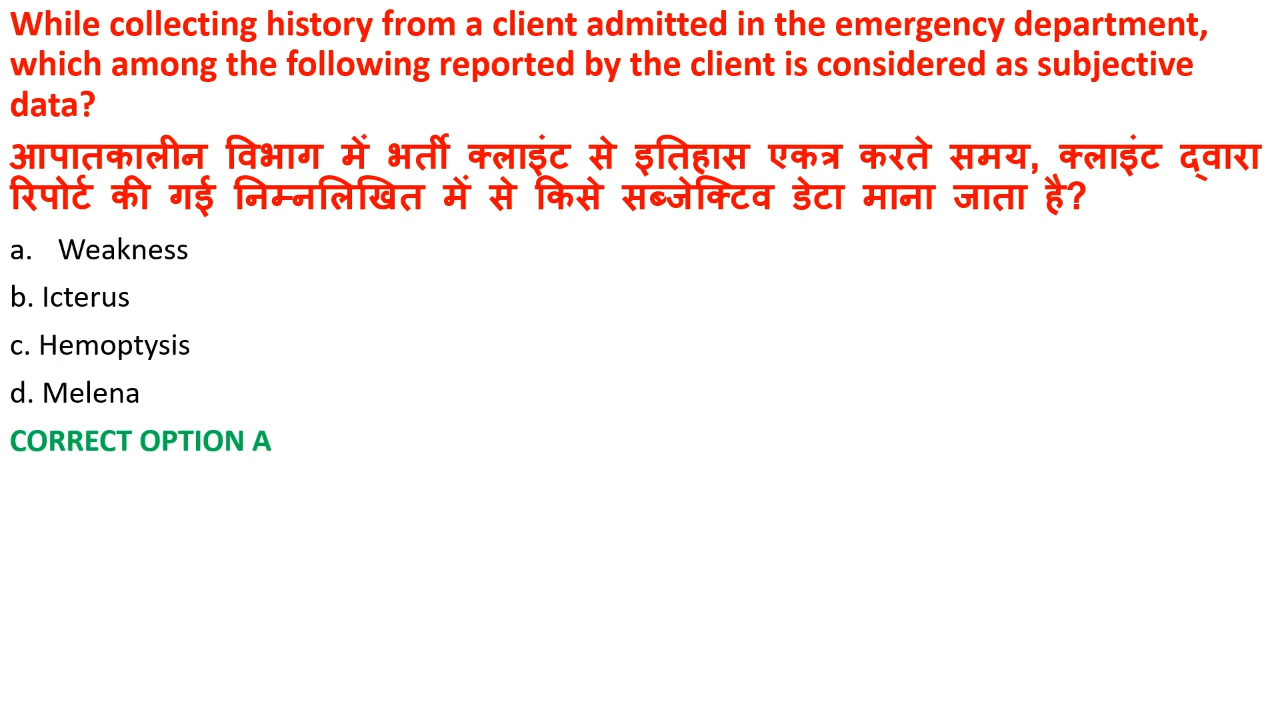 While collecting history from a client admitted in the emergency department,
which among the following reported by the client is considered as subjective
data?
आपातकालीन विभाग में भर्ती क्लाइंट से इतिहास एकत्र करते समय, क्लाइंट द्वारा
रिपोर्ट की गई निम्नलिखित में से किसे सब्जेक्टिव डेटा माना जाता है?
a. Weakness
b. Icterus
c. Hemoptysis
d. Melena
CORRECT OPTION A